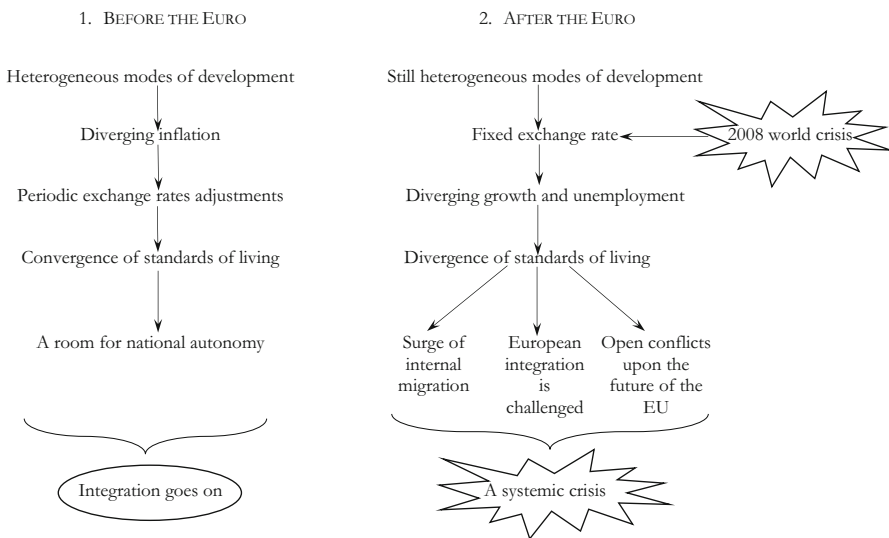 1. BEFORE THE EURO
Heterogeneous modes of development
Diverging inflation
Periodic exchange rates adjustments
Convergence of standards of living
A room for national autonomy
Integration goes on
2. AFTER THE EURO
Still heterogeneous modes of development
Fixed exchange rate
2008 world crisis
Diverging growth and unemployment
Divergence of standards of living
Surge of
internal
migration
European
integration
is
challenged
Open conflicts
upon the
future of the
EU
A systemic crisis